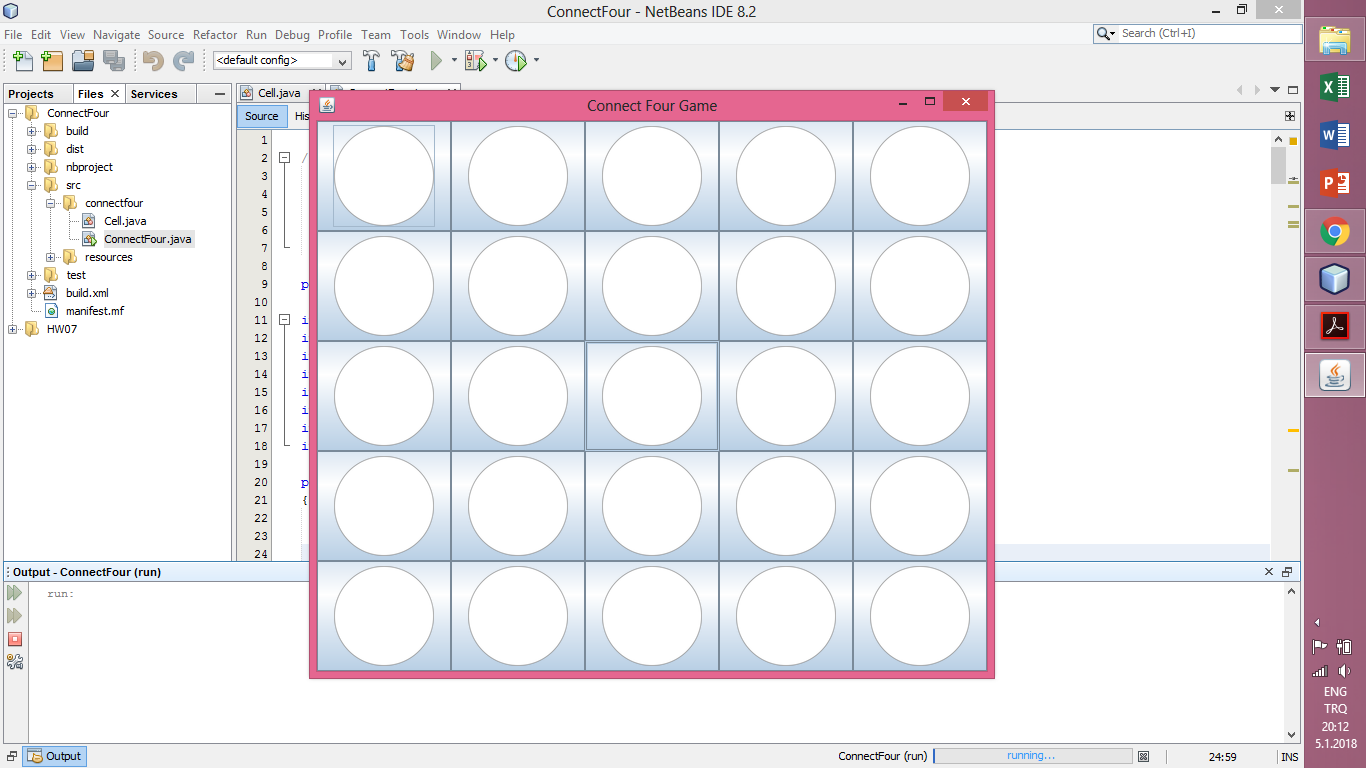 ConnectFour - NetBeans IDE 8.2
File Edit View Navigate Source Refactor Run Debug Profile Team Tools Window Help
Search (Ctrl+I)
<default config>
Projects Files Services
Cell.java
Source His
Connect Four Game
ConnectFour
build
dist
nbproject
src
connectfour
Cell.java
ConnectFour.java
resources
test
build.xml
manifest.mf
HW07
1
2 /
3
4
5
6
7
8
9 p
10
11 i
12 i
13 i
14 i
15 i
16 i
17 i
18 i
19
20 p
21 {
22
23
24
Output - ConnectFour (run)
run:
Output
ConnectFour (run)
running...
24:59
INS
ENG
TRQ
20:12
5.1.2018